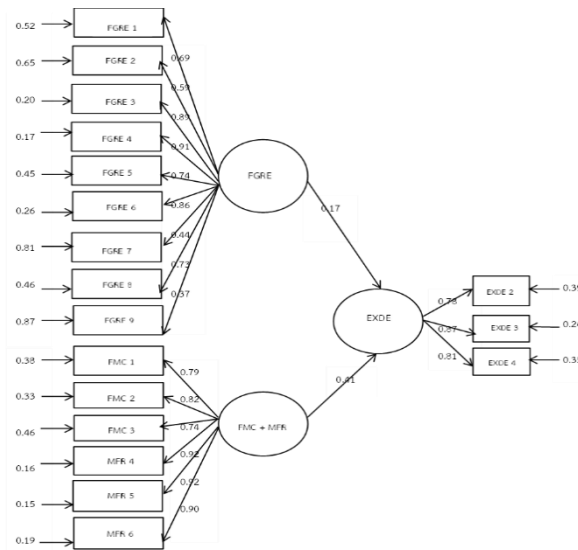 0.52 FGRE 1
0.69
0.65 FGRE 2
0.59
0.20 FGRE 3
0.89
0.17 FGRE 4
0.91
0.45 FGRE 5
0.74
0.26 FGRE 6
0.86
0.81 FGRE 7
0.44
0.46 FGRE 8
0.73
0.87 FGRE 9
0.37
FGRE
0.17
0.38 FMC 1
0.79
0.33 FMC 2
0.82
0.46 FMC 3
0.74
0.16 MFR 4
0.92
0.15 MFR 5
0.92
0.19 MFR 6
0.90
FMC + MFR
0.41
EXDE
0.78
EXDE 2 0.39
0.87
EXDE 3
0.81
EXDE 4